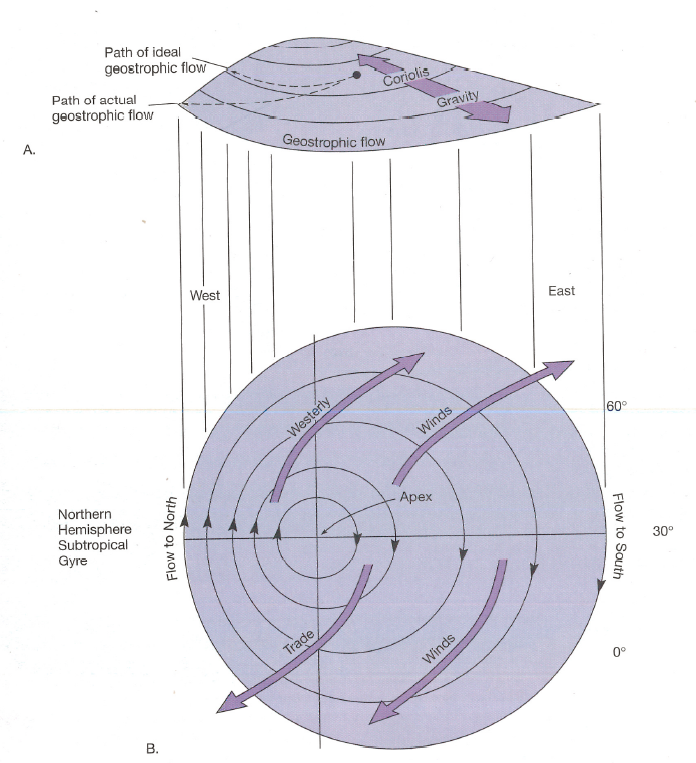 Path of ideal
geostrophic flow
Coriolis
Gravity
Path of actual
geostrophic flow
Geostrophic flow
A.
West
East
60°
Westerly
Winds
Apex
Northern
Hemisphere
Subtropical
Gyre
Flow to North
Flow to South
30°
Trade
Winds
0°
B.